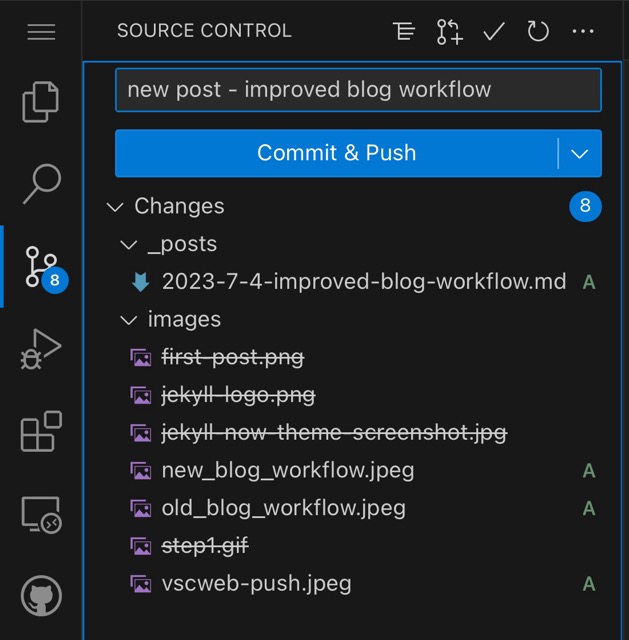 SOURCE CONTROL
new post - improved blog workflow
Commit & Push
Changes 8
_posts
8
2023-7-4-improved-blog-workflow.md A
images
first-post.png
jekyll-logo.png
jekyll-now-theme-screenshot.jpg
new_blog_workflow.jpeg A
old_blog_workflow.jpeg A
step1.gif
vscweb-push.jpeg A